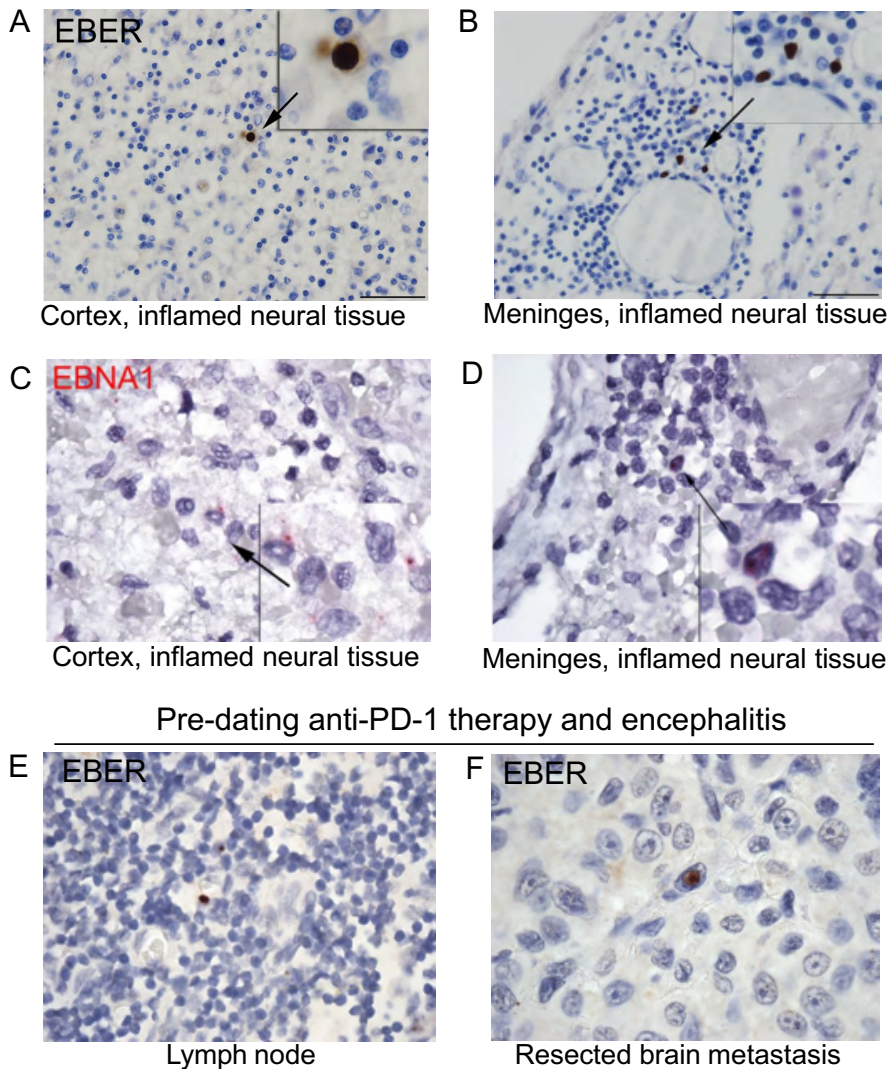 A
EBER
Cortex, inflamed neural tissue
B
Meninges, inflamed neural tissue
C
EBNA1
Cortex, inflamed neural tissue
D
Meninges, inflamed neural tissue
Pre-dating anti-PD-1 therapy and encephalitis
E
EBER
Lymph node
F
EBER
Resected brain metastasis